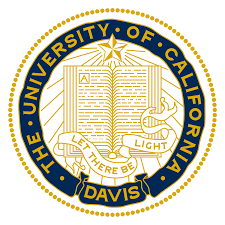 · THE · UNIVERSITY · OF · CALIFORNIA ·
A
LET THERE BE
LIGHT
DAVIS